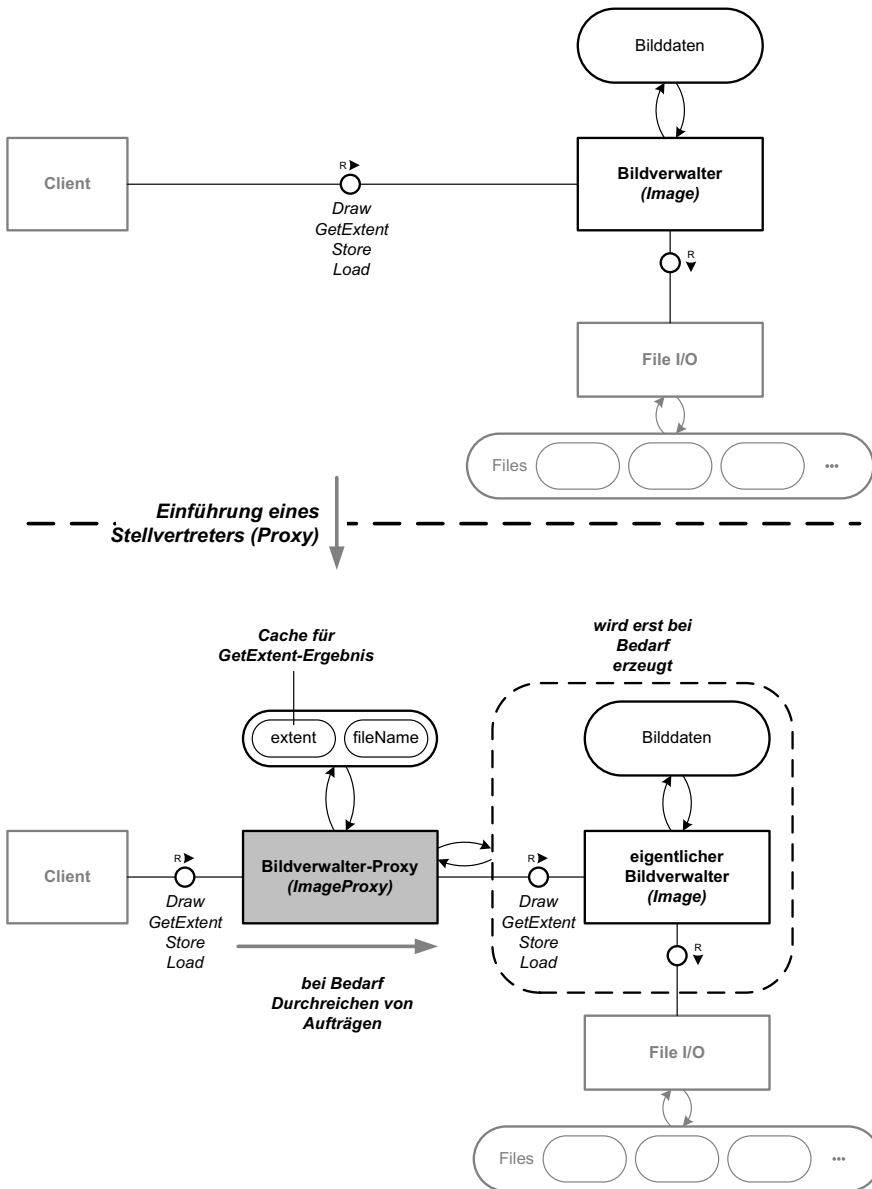 Bilddaten
Client
R
Bildverwalter
(Image)
Draw
GetExtent
Store
Load
R
File I/O
Files
•••
Einführung eines
Stellvertreters (Proxy)
Cache für
GetExtent-Ergebnis
wird erst bei
Bedarf
erzeugt
extent
fileName
Bilddaten
Client
R
Bildverwalter-Proxy
(ImageProxy)
R
eigentlicher
Bildverwalter
(Image)
Draw
GetExtent
Store
Load
Draw
GetExtent
Store
Load
R
bei Bedarf
Durchreichen von
Aufträgen
File I/O
Files
•••